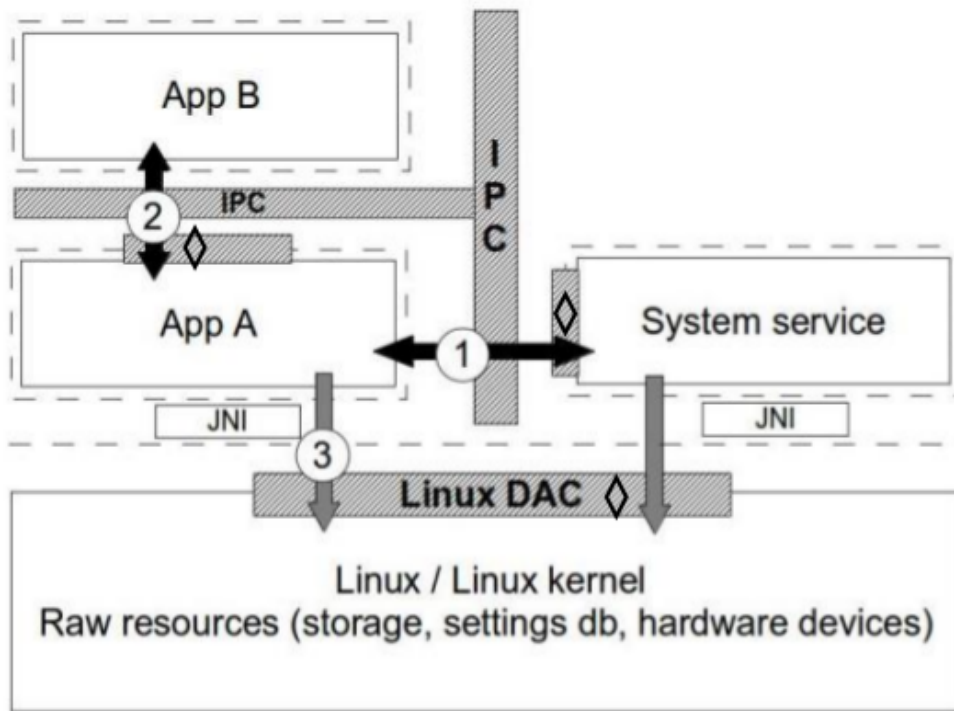 App B
IPC
2
IPC
App A
1
System service
JNI
JNI
3
Linux DAC
Linux / Linux kernel
Raw resources (storage, settings db, hardware devices)